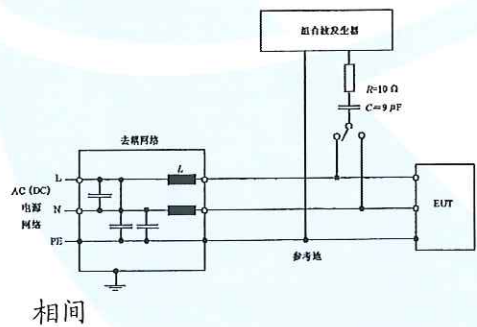 组合波发生器
R=10 Ω
C=9 μF
去耦网络
L
L
AC (DC)
电源
网络
N
PE
EUT
参考地
相间